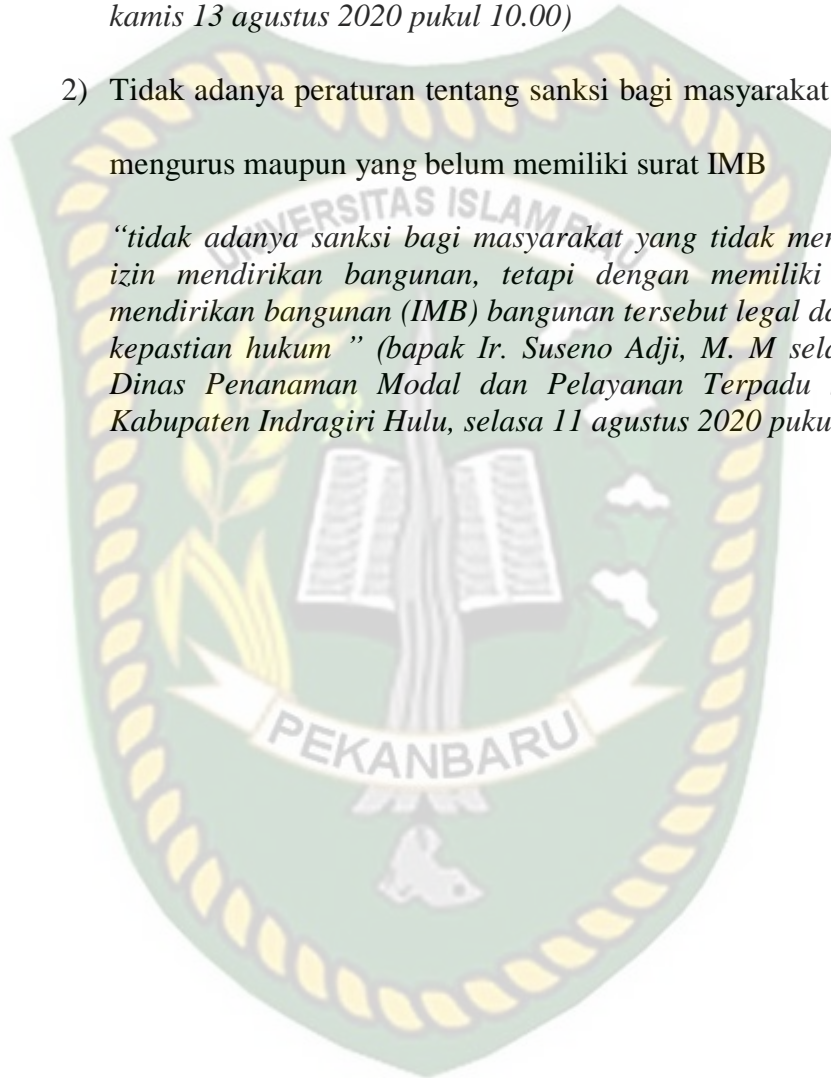 kamis 13 agustus 2020 pukul 10.00)
2) Tidak adanya peraturan tentang sanksi bagi masyarakat
mengurus maupun yang belum memiliki surat IMB
“tidak adanya sanksi bagi masyarakat yang tidak
izin mendirikan bangunan, tetapi dengan memiliki
mendirikan bangunan (IMB) bangunan tersebut legal
kepastian hukum ” (bapak Ir. Suseno Adji, M. M
Dinas Penanaman Modal dan Pelayanan Terpadu
Kabupaten Indragiri Hulu, selasa 11 agustus 2020
UNIVERSITAS ISLAM RIAU
PEKANBARU